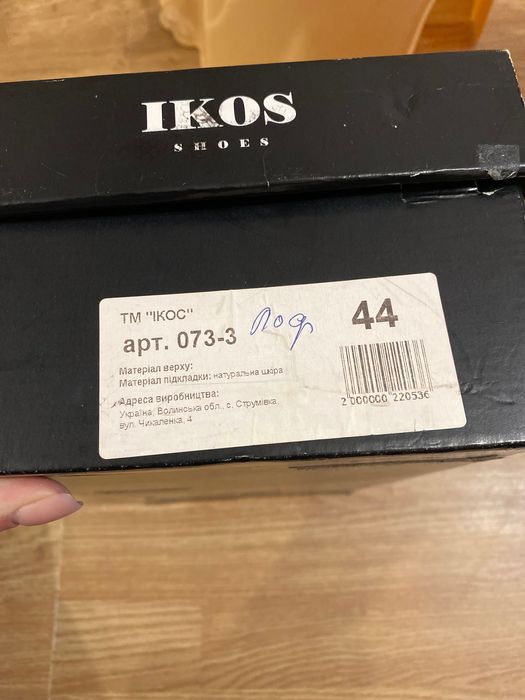 IKOS
SHOES
ТМ "ІКОС"
арт. 073-3
Лоф
44
Матеріал верху:
Матеріал підкладки: натуральна шкіра
Адреса виробництва:
Україна, Волинська обл., с. Струмівка,
вул. Чикаленка, 4
2 000000 220536